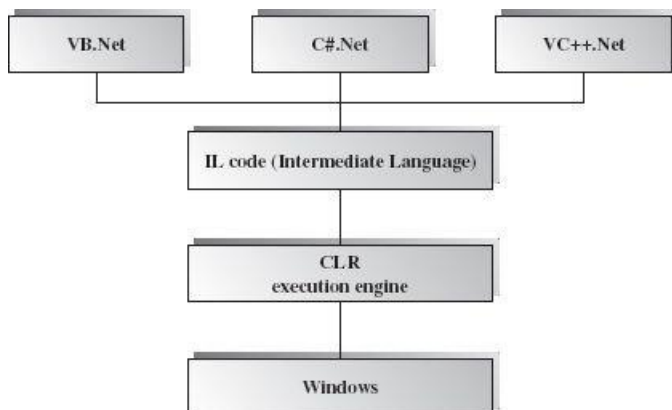 VB.Net
C#.Net
VC++.Net
IL code (Intermediate Language)
CLR
execution engine
Windows